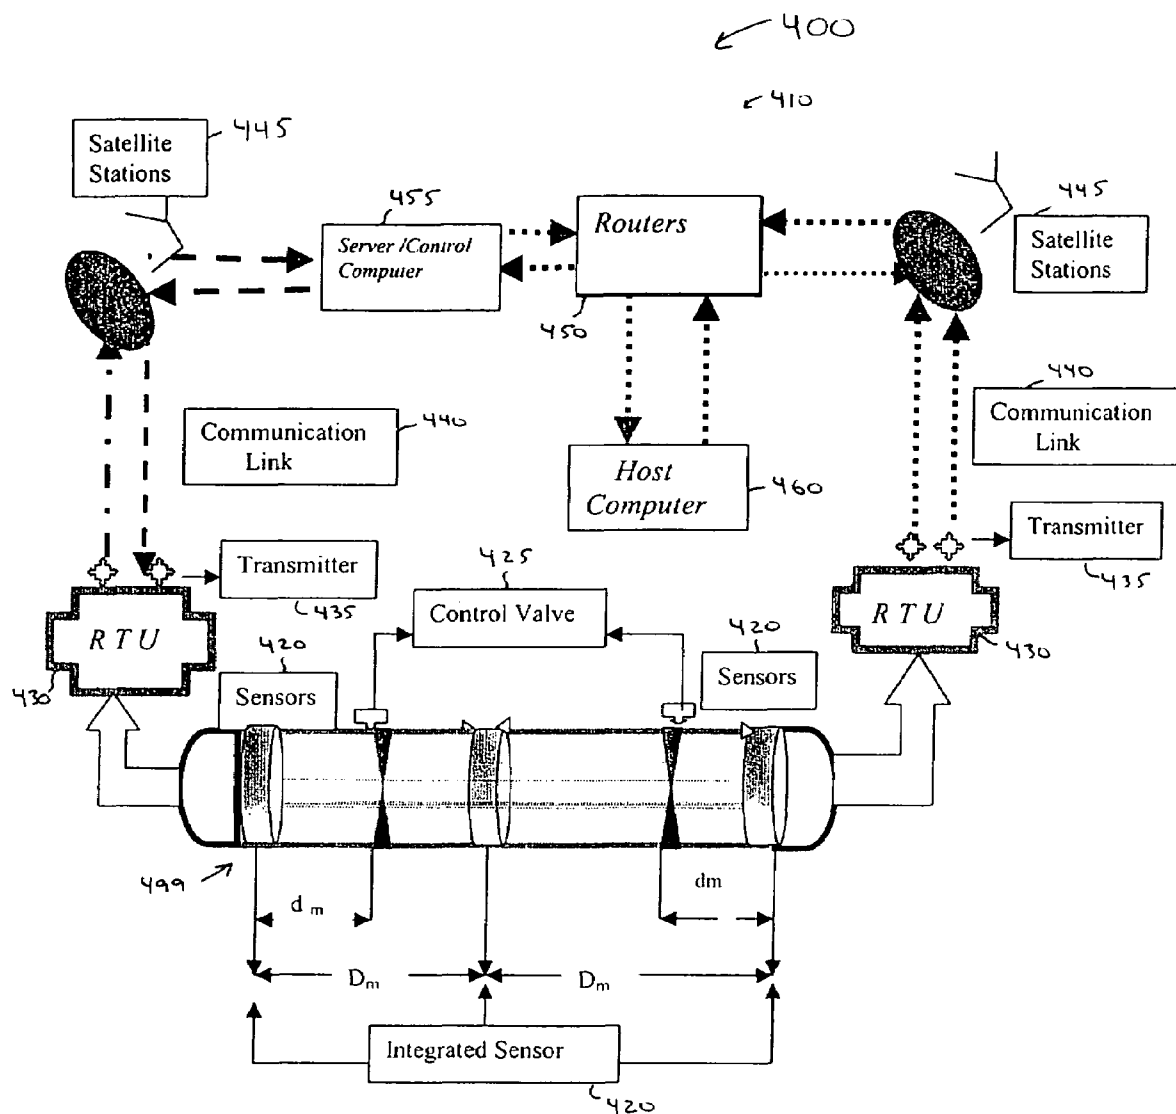 400
410
445
Satellite
Stations
455
Server /Control
Computer
Routers
450
445
Satellite
Stations
440
Communication
Link
440
Communication
Link
Host
Computer
460
Transmitter
435
Transmitter
435
425
Control Valve
RTU
430
RTU
430
420
Sensors
420
Sensors
499
d m
dm
Dm
Dm
Integrated Sensor
420